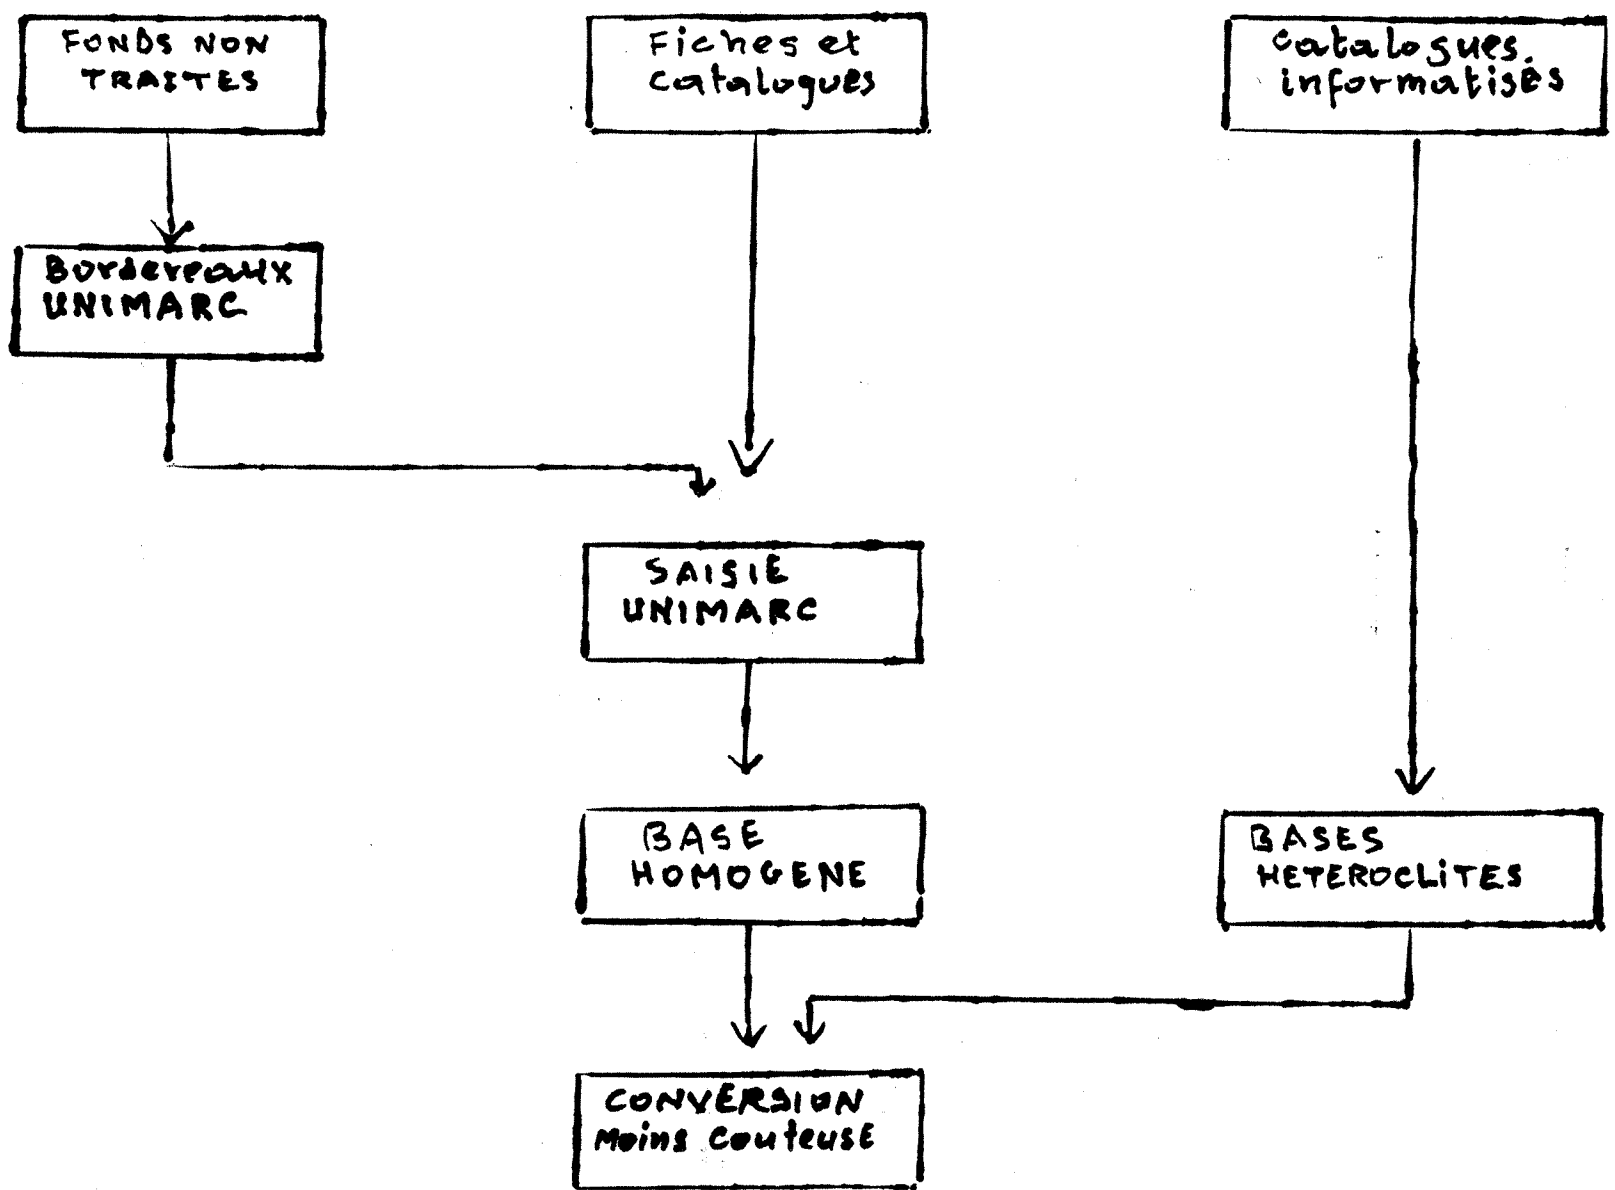 FONDS NON
TRAITES
Fiches et
catalogues
catalogues
informatisés
Bordereaux
UNIMARC
SAISIE
UNIMARC
BASE
HOMOGENE
BASES
HETEROCLITES
CONVERSION
Moins couteuse